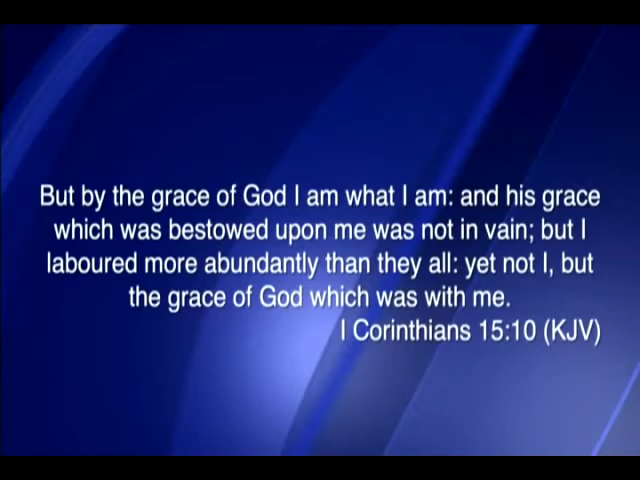 But by the grace of God I am what I am: and his grace
which was bestowed upon me was not in vain; but I
laboured more abundantly than they all: yet not I, but
the grace of God which was with me.
I Corinthians 15:10 (KJV)